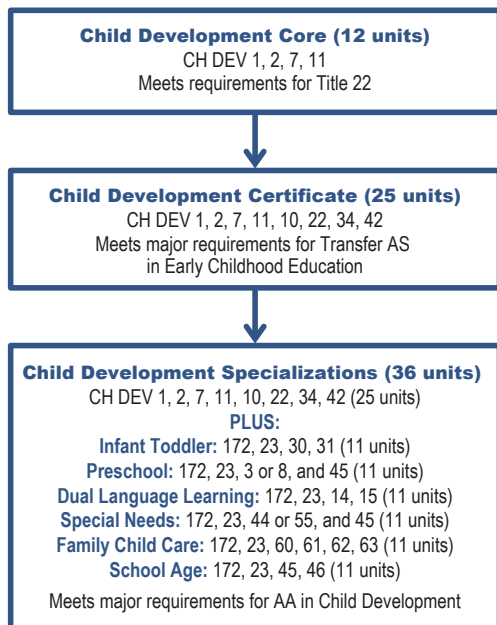 Child Development Core (12 units)
CH DEV 1, 2, 7, 11
Meets requirements for Title 22
Child Development Certificate (25 units)
CH DEV 1, 2, 7, 11, 10, 22, 34, 42
Meets major requirements for Transfer AS
in Early Childhood Education
Child Development Specializations (36 units)
CH DEV 1, 2, 7, 11, 10, 22, 34, 42 (25 units)
PLUS:
Infant Toddler: 172, 23, 30, 31 (11 units)
Preschool: 172, 23, 3 or 8, and 45 (11 units)
Dual Language Learning: 172, 23, 14, 15 (11 units)
Special Needs: 172, 23, 44 or 55, and 45 (11 units)
Family Child Care: 172, 23, 60, 61, 62, 63 (11 units)
School Age: 172, 23, 45, 46 (11 units)
Meets major requirements for AA in Child Development